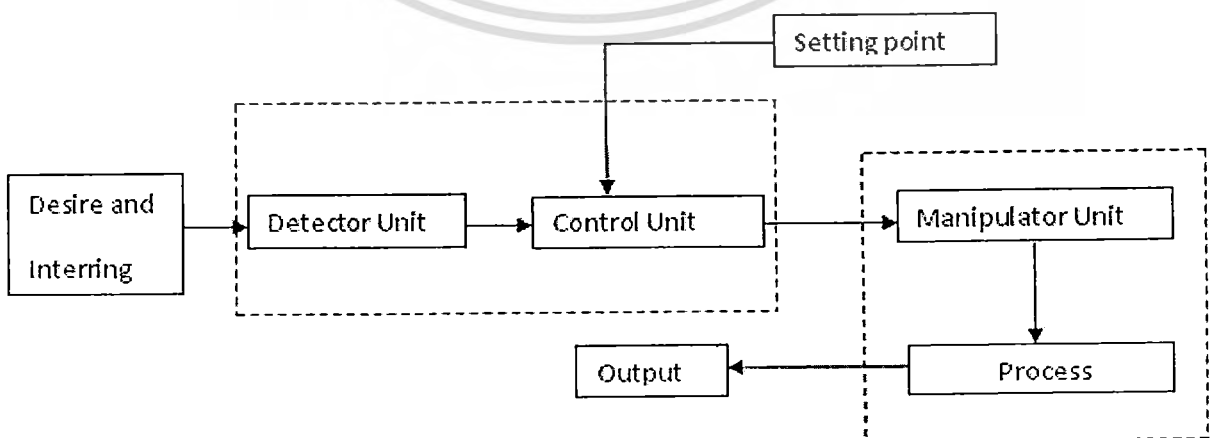 Setting point
Desire and
Interring
Detector Unit
Control Unit
Manipulator Unit
Output
Process